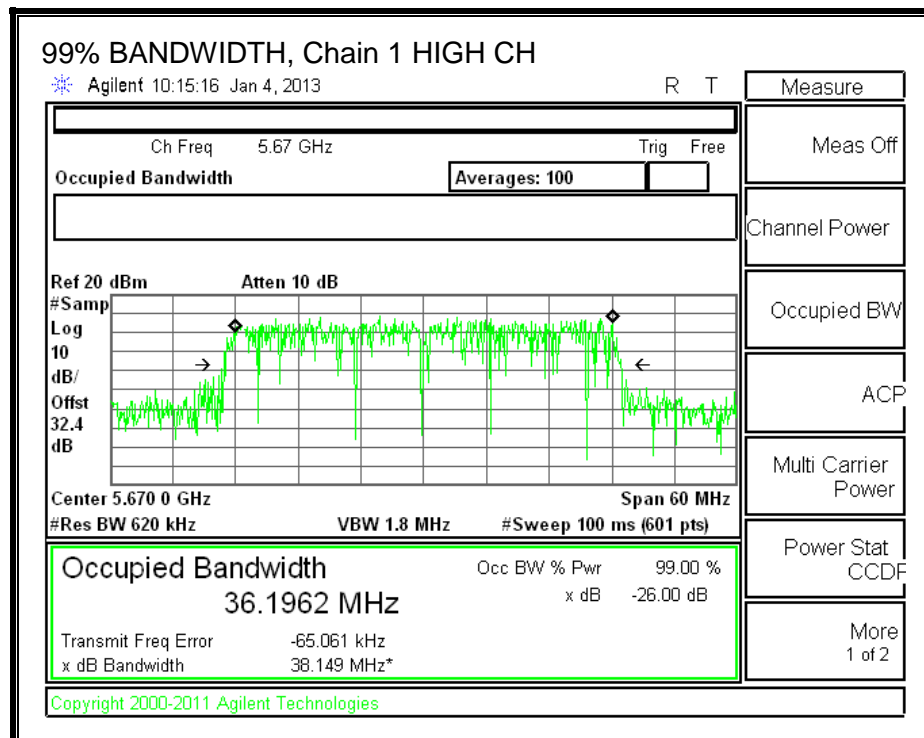 99% BANDWIDTH, Chain 1 HIGH CH
Agilent 10:15:16 Jan 4, 2013 R T
Measure
Ch Freq 5.67 GHz Trig Free
Occupied Bandwidth Averages: 100
Ref 20 dBm Atten 10 dB
#Samp
Log
10
dB/
Offst
32.4
dB
Center 5.670 0 GHz Span 60 MHz
#Res BW 620 kHz VBW 1.8 MHz #Sweep 100 ms (601 pts)
Occupied Bandwidth Occ BW % Pwr 99.00 %
36.1962 MHz x dB -26.00 dB
Transmit Freq Error -65.061 kHz
x dB Bandwidth 38.149 MHz*
Copyright 2000-2011 Agilent Technologies
Meas Off
Channel Power
Occupied BW
ACP
Multi Carrier
Power
Power Stat
CCDF
More
1 of 2